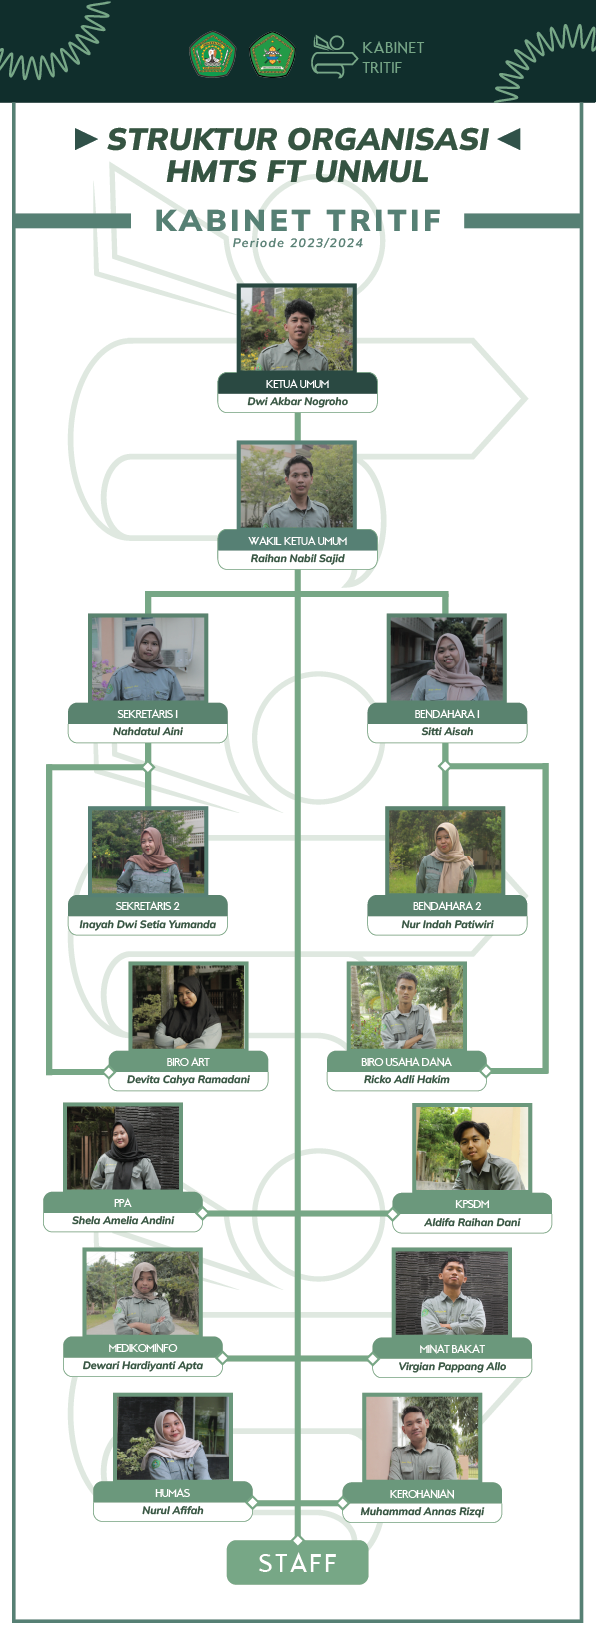 KABINET
TRITIF
STRUKTUR ORGANISASI
HMTS FT UNMUL
KABINET TRITIF
Periode 2023/2024
KETUA UMUM
Dwi Akbar Nogroho
WAKIL KETUA UMUM
Raihan Nabil Sajid
SEKRETARIS 1
Nahdatul Aini
BENDAHARA 1
Sitti Aisah
SEKRETARIS 2
Inayah Dwi Setia Yumanda
BENDAHARA 2
Nur Indah Patiwiri
BIRO ART
Devita Cahya Ramadani
BIRO USAHA DANA
Ricko Adli Hakim
PPA
Shela Amelia Andini
KPSDM
Aldifa Raihan Dani
MEDIKOMINFO
Dewari Hardiyanti Apta
MINAT BAKAT
Virgian Pappang Allo
HUMAS
Nurul Afifah
KEROHANIAN
Muhammad Annas Rizqi
STAFF